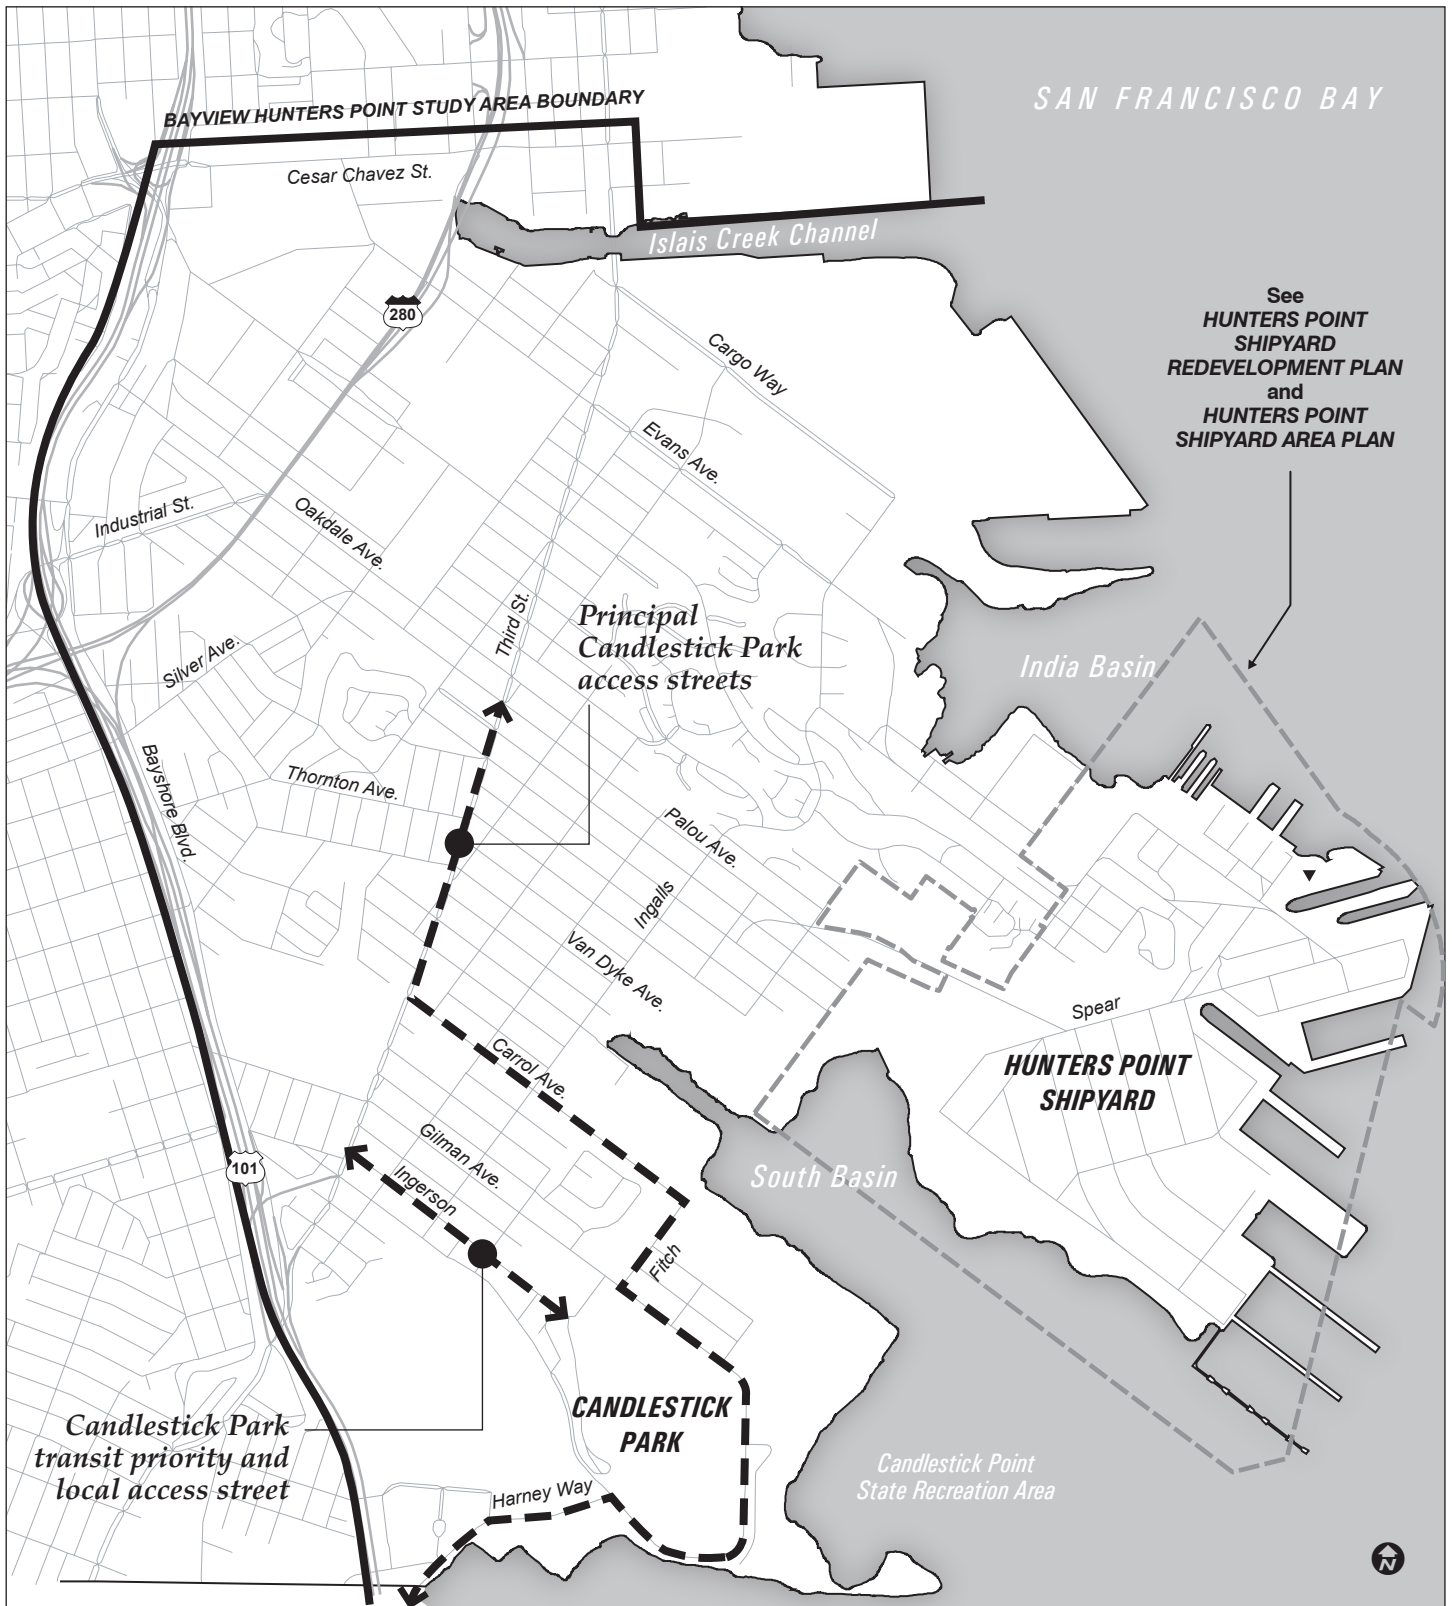 SAN FRANCISCO BAY
BAYVIEW HUNTERS POINT STUDY AREA BOUNDARY
Cesar Chavez St.
Islais Creek Channel
280
See
HUNTERS POINT
SHIPYARD
REDEVELOPMENT PLAN
and
HUNTERS POINT
SHIPYARD AREA PLAN
Cargo Way
Evans Ave.
Industrial St.
Oakdale Ave.
Third St.
Principal
Candlestick Park
access streets
Silver Ave.
India Basin
Bayshore Blvd.
Thornton Ave.
Palou Ave.
Ingalls
Van Dyke Ave.
Spear
HUNTERS POINT
SHIPYARD
Carrol Ave.
Gilman Ave.
Ingerson
101
South Basin
Fitch
CANDLESTICK
PARK
Candlestick Park
transit priority and
local access street
Harney Way
Candlestick Point
State Recreation Area
N